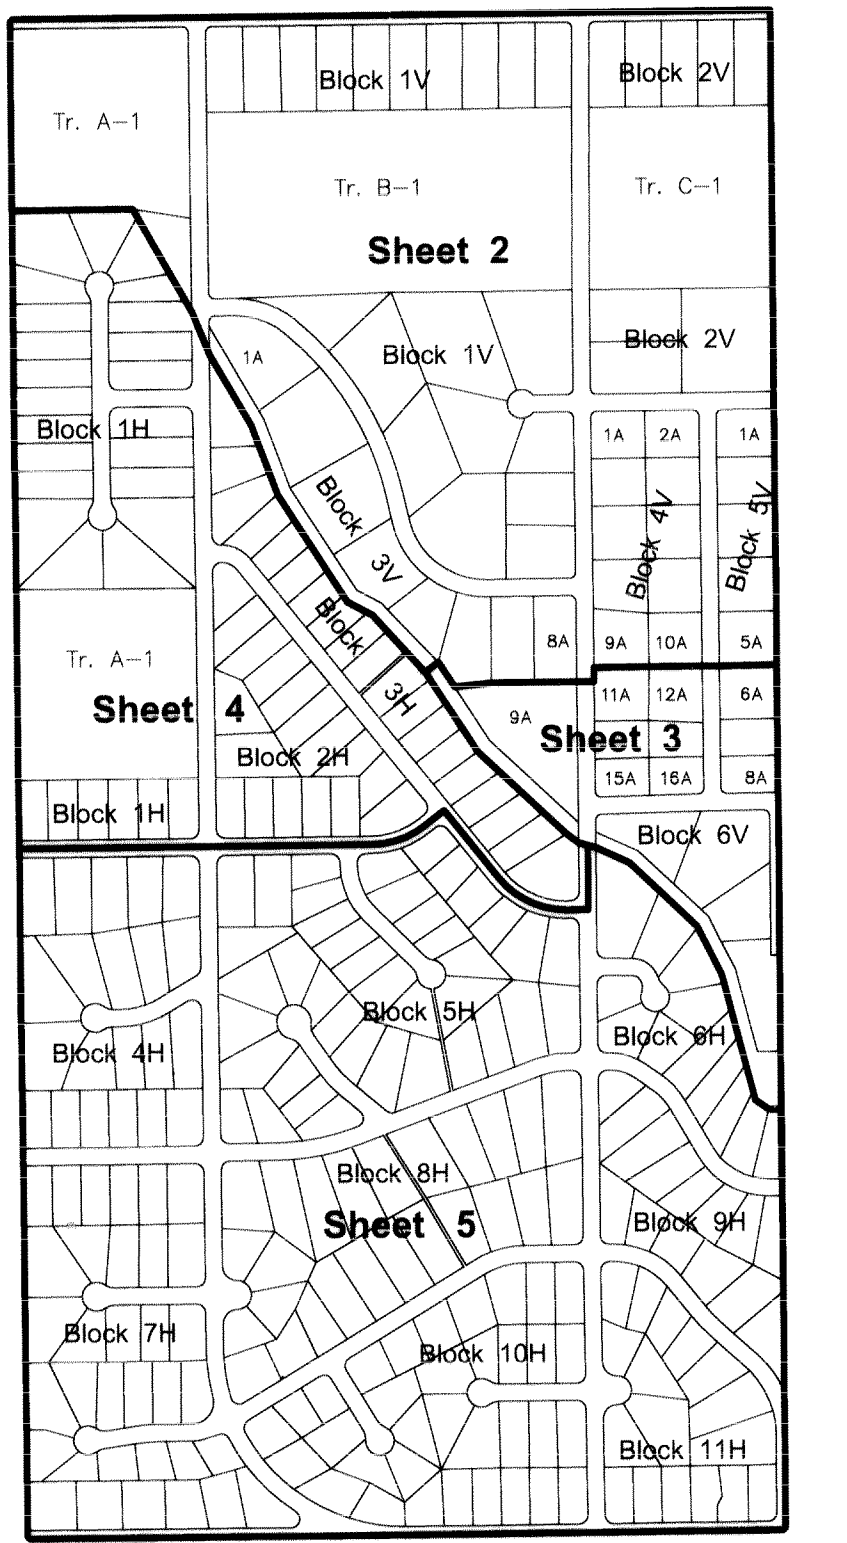 Block 1V
Block 2V
Tr. A-1
Tr. B-1
Tr. C-1
Sheet 2
1A
Block 1V
Block 2V
Block 1H
1A
2A
1A
Block 3V
Block 4V
Block 5V
Block 3H
8A
9A
10A
5A
Tr. A-1
11A
12A
6A
Sheet 4
9A
Sheet 3
Block 2H
15A
16A
8A
Block 1H
Block 6V
Block 5H
Block 6H
Block 4H
Block 8H
Sheet 5
Block 9H
Block 7H
Block 10H
Block 11H